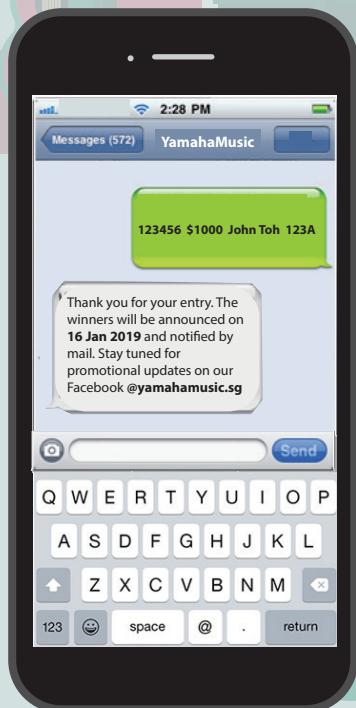 2:28 PM
Messages (572)
YamahaMusic
123456 $1000 John Toh 123A
Thank you for your entry. The
winners will be announced on
16 Jan 2019 and notified by
mail. Stay tuned for
promotional updates on our
Facebook @yamahamusic.sg
Send
Q W E R T Y U I O P
A S D F G H J K L
Z X C V B N M
123 space @ . return